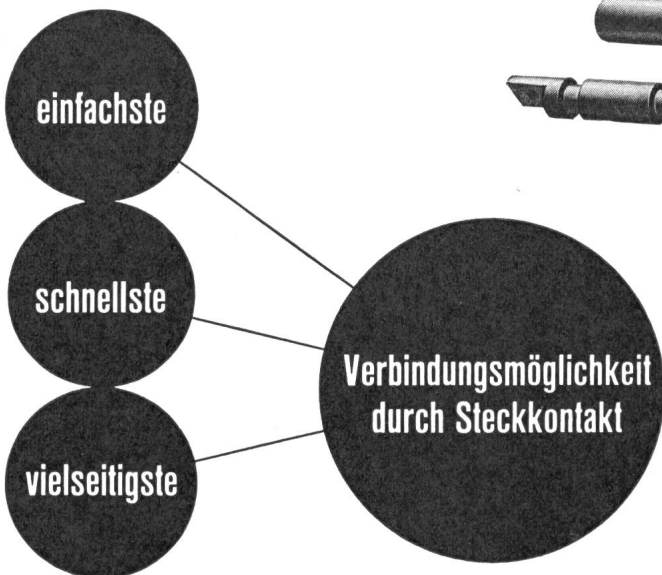 einfachste
schnellste
vielseitigste
Verbindungsmöglichkeit
durch Steckkontakt